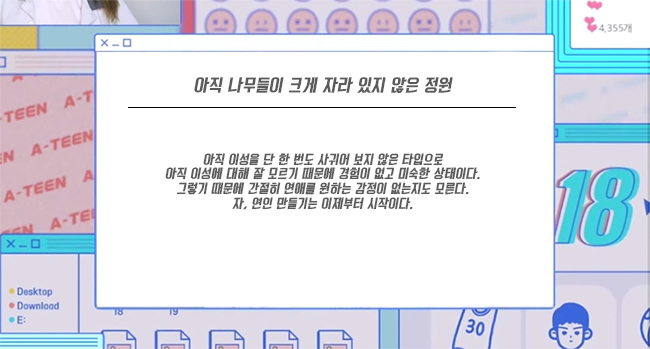 4,355개
아직 나무들이 크게 자라 있지 않은 정원
A-TEEN
A-TEEN
A-TEEN
A-TEEN
아직 이성을 단 한 번도 사귀어 보지 않은 타입으로
아직 이성에 대해 잘 모르기 때문에 경험이 없고 미숙한 상태이다.
그렇기 때문에 간절히 연애를 원하는 감정이 없는지도 모른다.
자, 연인 만들기는 이제부터 시작이다.
18
Desktop
Download
E:
18
19
30